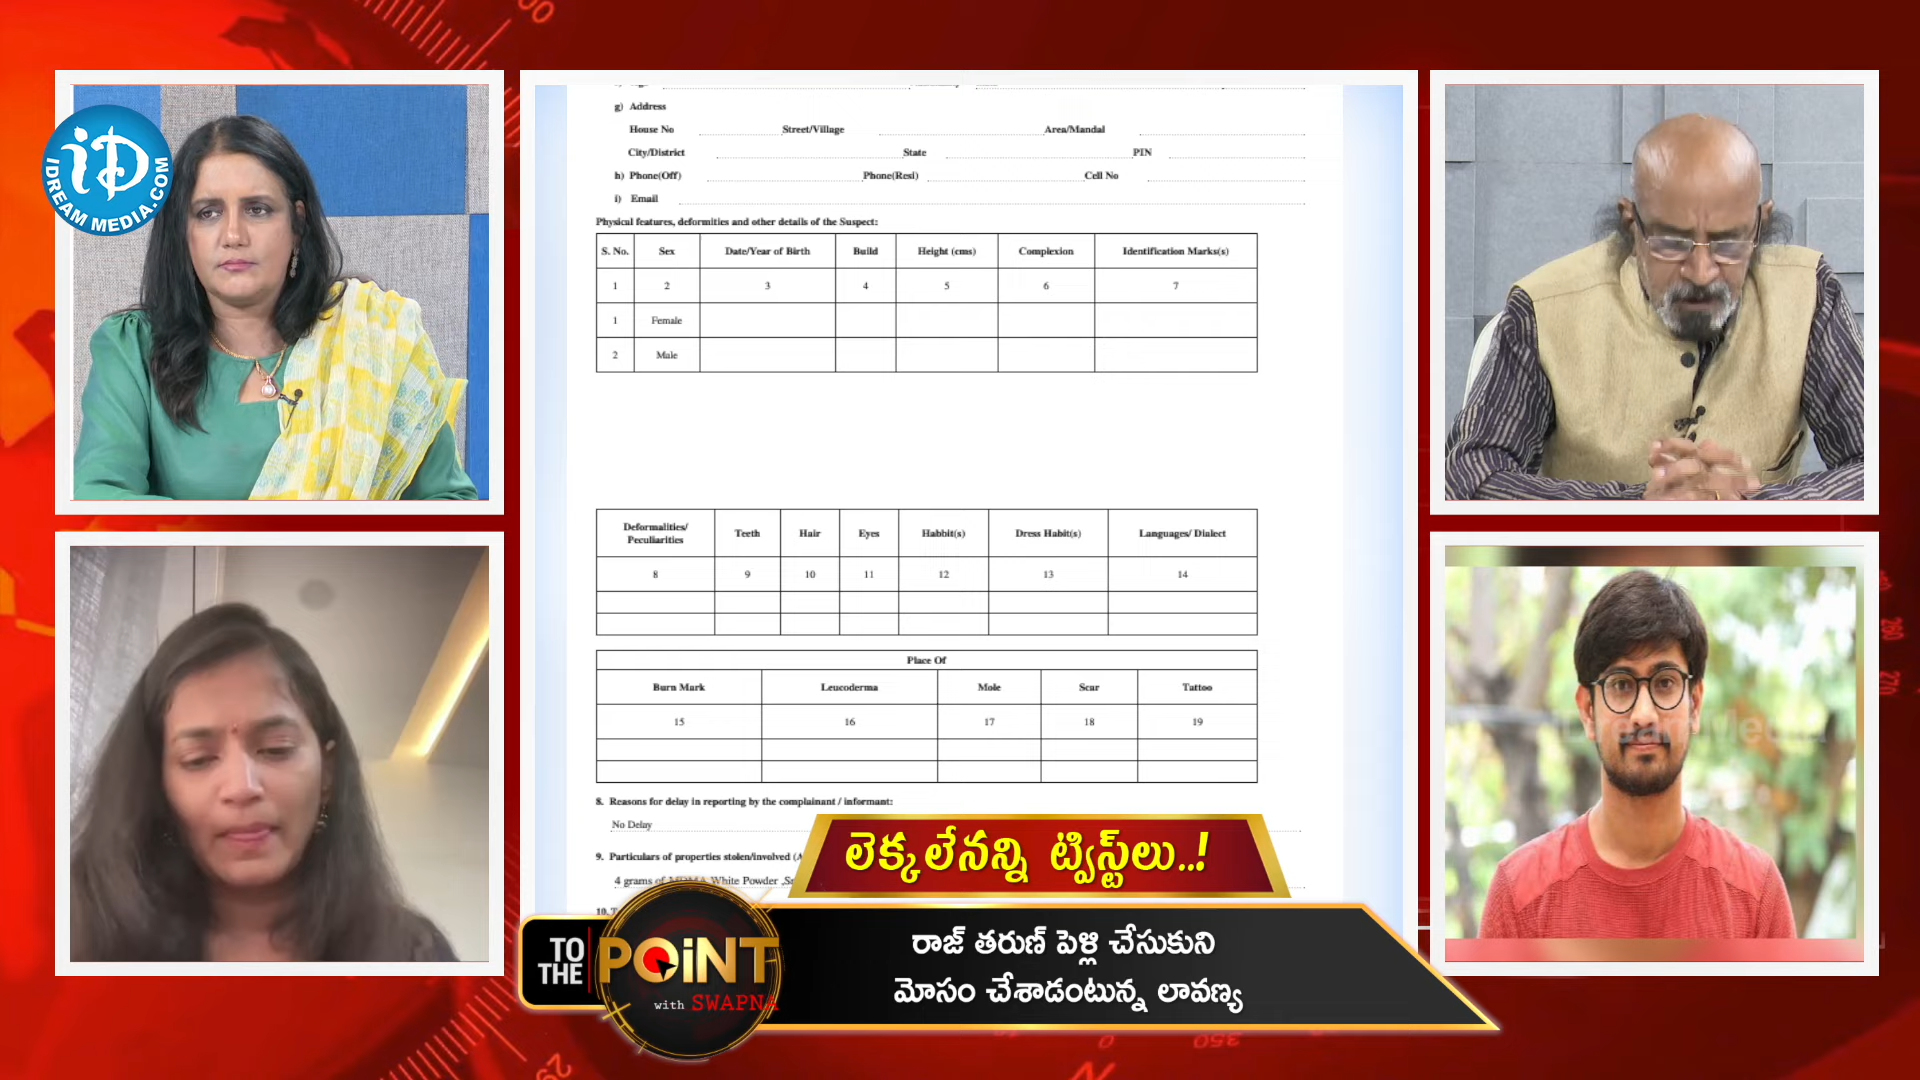 iD
IDREAM MEDIA.COM
g) Address
House No Street/Village Area/Mandal
City/District State PIN
h) Phone(Off) Phone(Resi) Cell No
i) Email
Physical features, deformities and other details of the Suspect:
S. No. Sex Date/Year of Birth Build Height (cms) Complexion Identification Marks(s)
1 2 3 4 5 6 7
1 Female
2 Male
Deformalities/ Peculiarities Teeth Hair Eyes Habbit(s) Dress Habit(s) Languages/ Dialect
8 9 10 11 12 13 14
Place Of
Burn Mark Leucoderma Mole Scar Tattoo
15 16 17 18 19
8. Reasons for delay in reporting by the complainant / informant:
No Delay
9. Particulars of properties stolen/involved (A
4 grams of MDMA White Powder ,Sr
10.
లెక్కలేనన్ని ట్విస్ట్‌లు..!
TO THE POiNT
with SWAPNA
రాజ్ తరుణ్ పెళ్లి చేసుకుని
మోసం చేశాడంటున్న లావణ్య
iDream Media